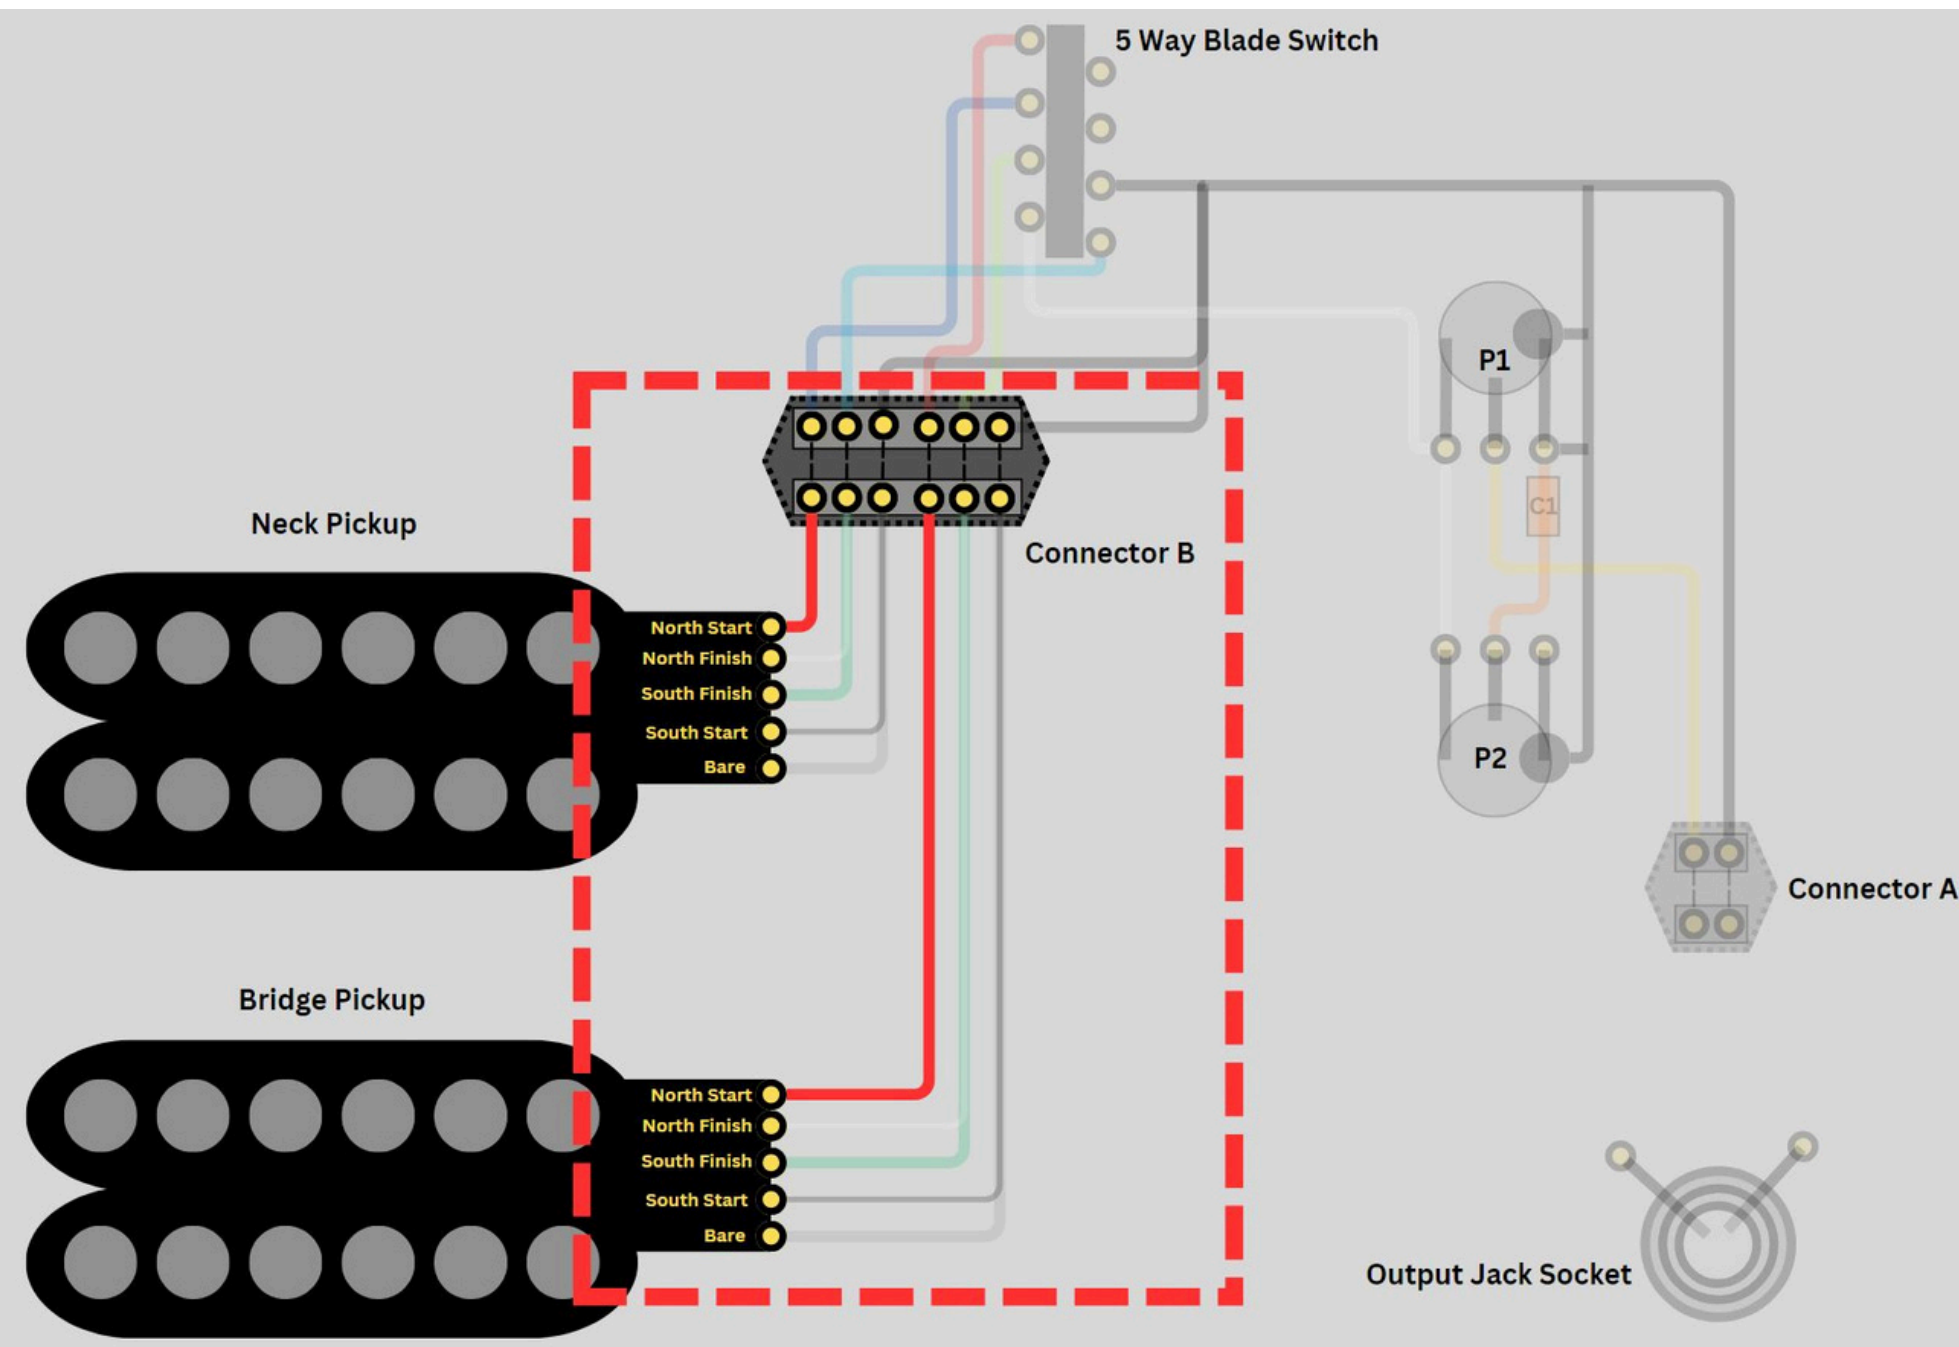 5 Way Blade Switch
P1
C1
Neck Pickup
Connector B
North Start
North Finish
South Finish
South Start
Bare
P2
Connector A
Bridge Pickup
North Start
North Finish
South Finish
South Start
Bare
Output Jack Socket